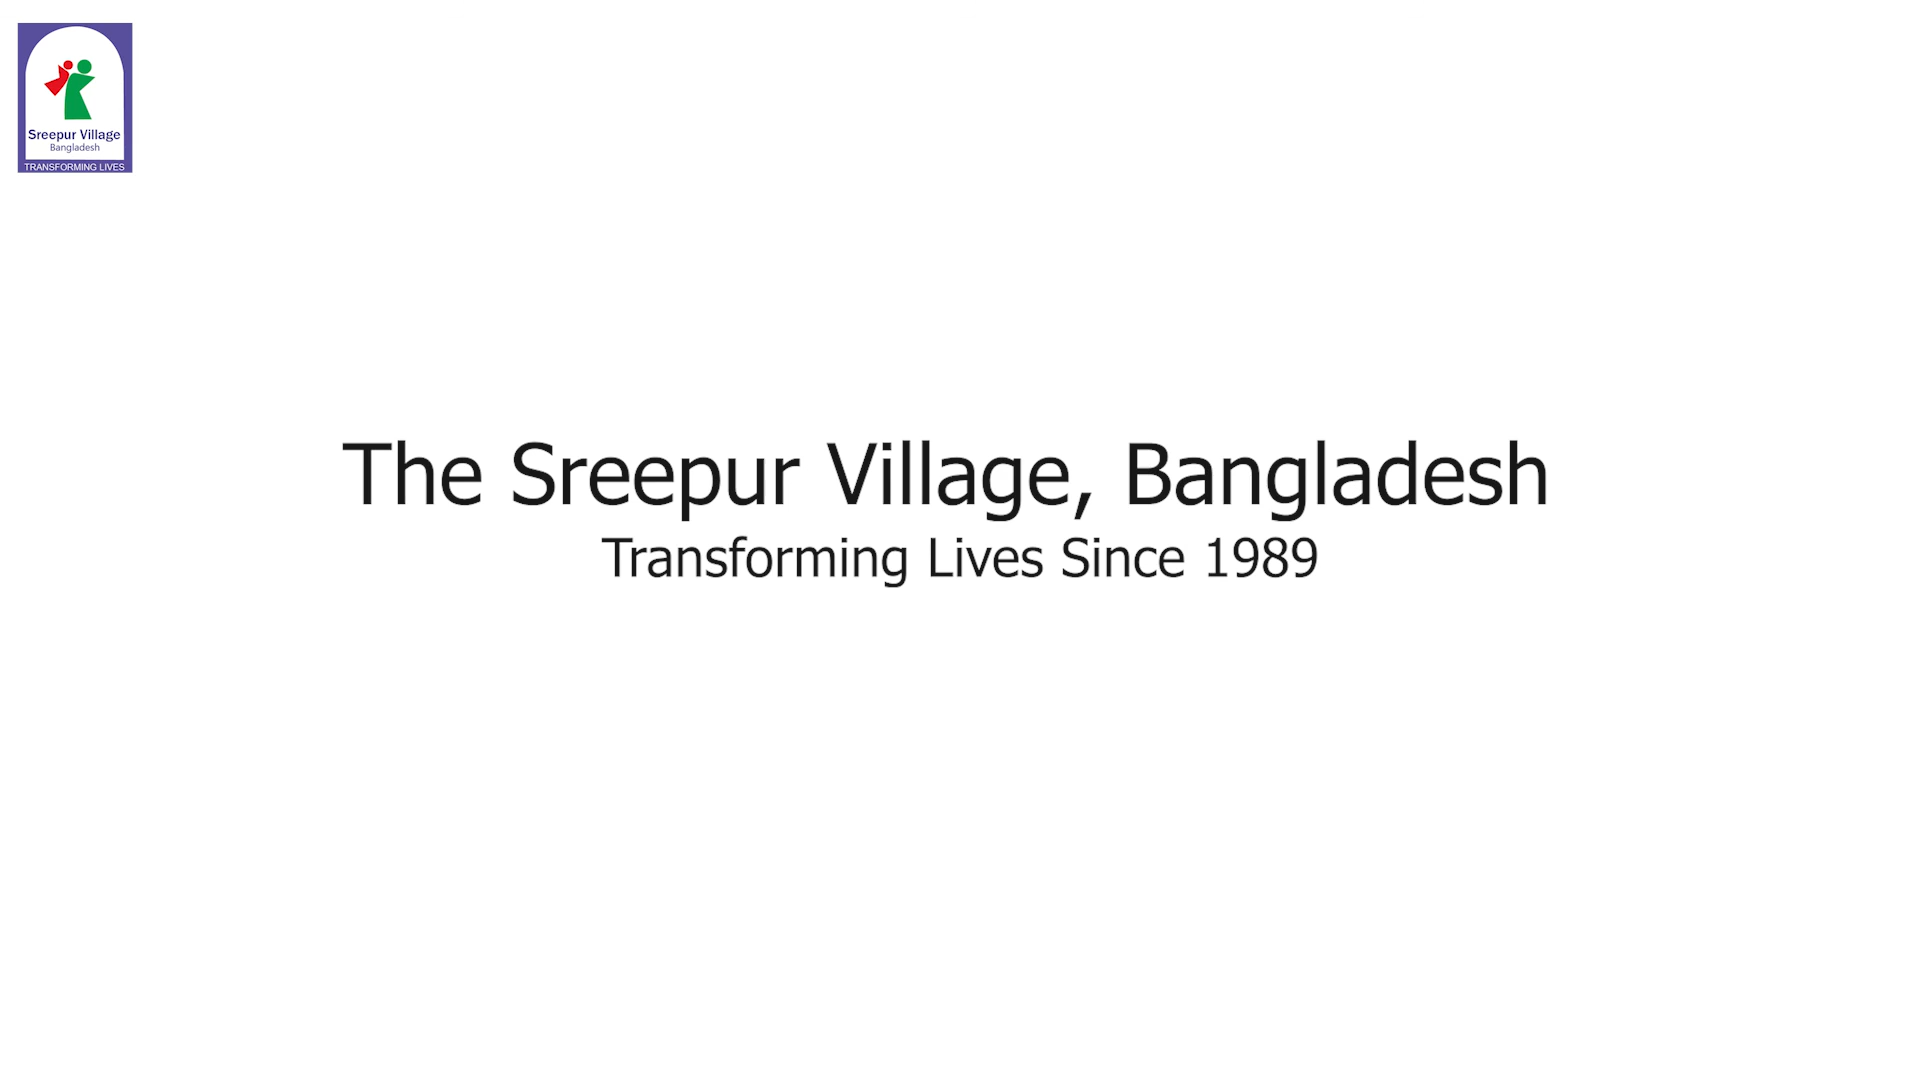 Sreepur Village
Bangladesh
TRANSFORMING LIVES
The Sreepur Village, Bangladesh
Transforming Lives Since 1989